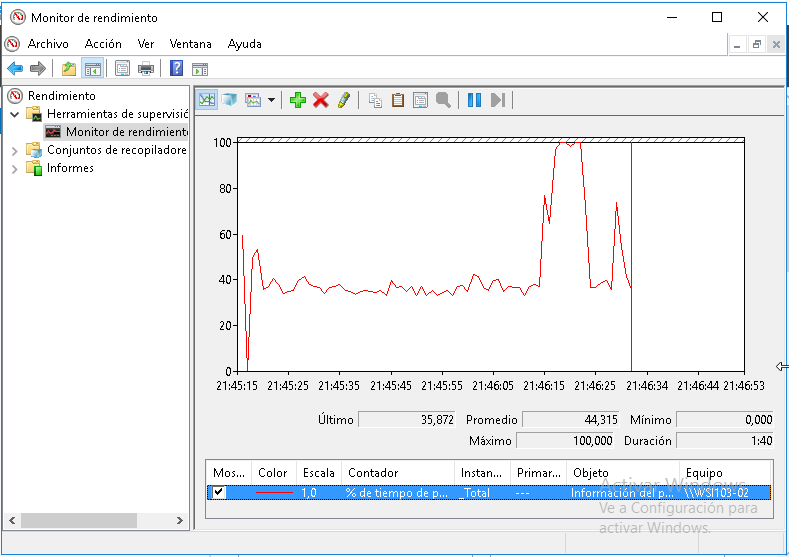 Monitor de rendimiento
Archivo Acción Ver Ventana Ayuda
Rendimiento
Herramientas de supervisió
Monitor de rendimiento
Conjuntos de recopiladore
Informes
100
80
60
40
20
0
21:45:15 21:45:25 21:45:35 21:45:45 21:45:55 21:46:05 21:46:15 21:46:25 21:46:34 21:46:44 21:46:53
Último 35,872 Promedio 44,315 Mínimo 0,000
Máximo 100,000 Duración 1:40
Mos... Color Escala Contador Instan... Primar... Objeto Equipo
1,0 % de tiempo de p... _Total --- Información del p... \\WSI103-02
Activar Windows
Ve a Configuración para
activar Windows.